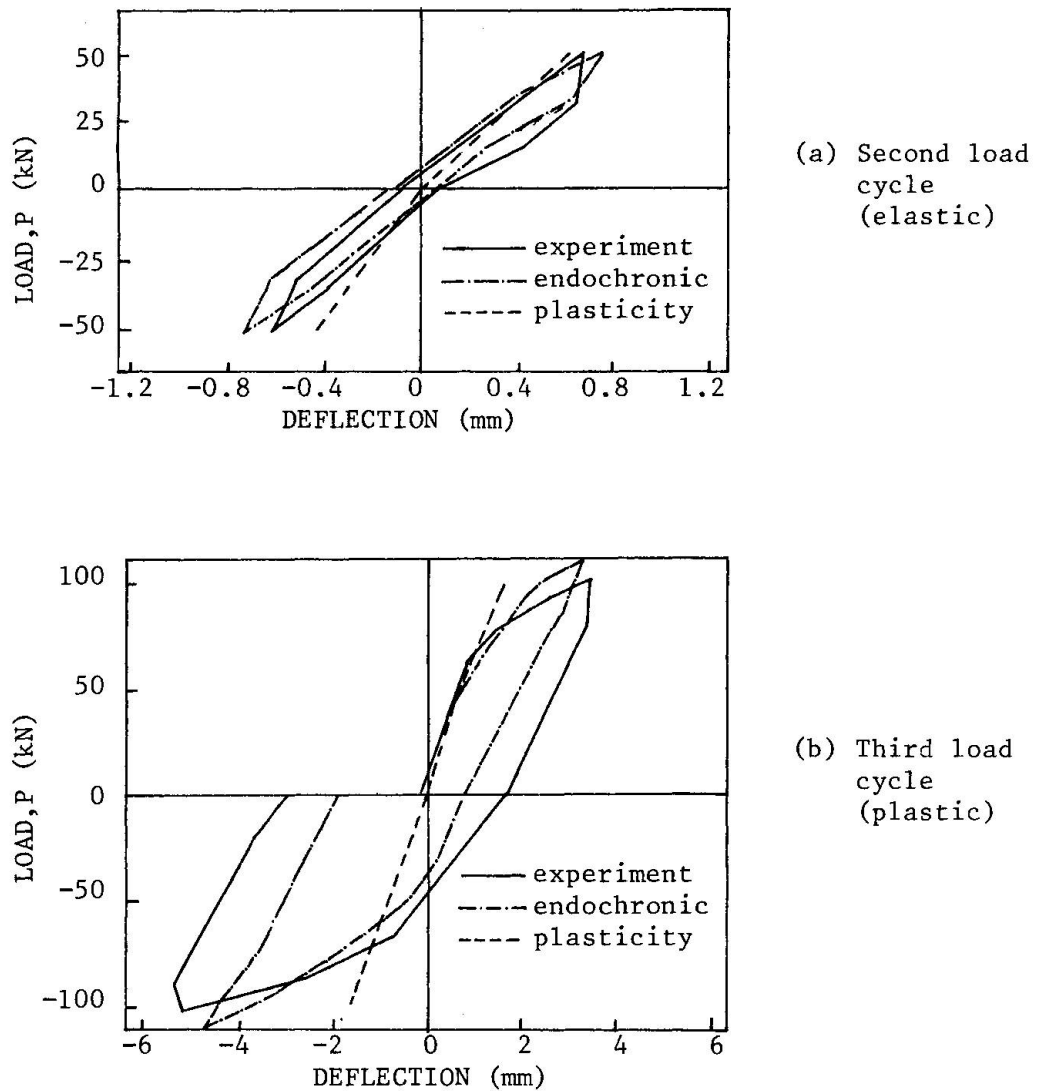 50
25
0
-25
-50
LOAD,P (kN)
experiment
endochronic
plasticity
-1.2 -0.8 -0.4 0 0.4 0.8 1.2
DEFLECTION (mm)
(a) Second load
cycle
(elastic)
100
50
0
-50
-100
LOAD,P (kN)
experiment
endochronic
plasticity
-6 -4 -2 0 2 4 6
DEFLECTION (mm)
(b) Third load
cycle
(plastic)